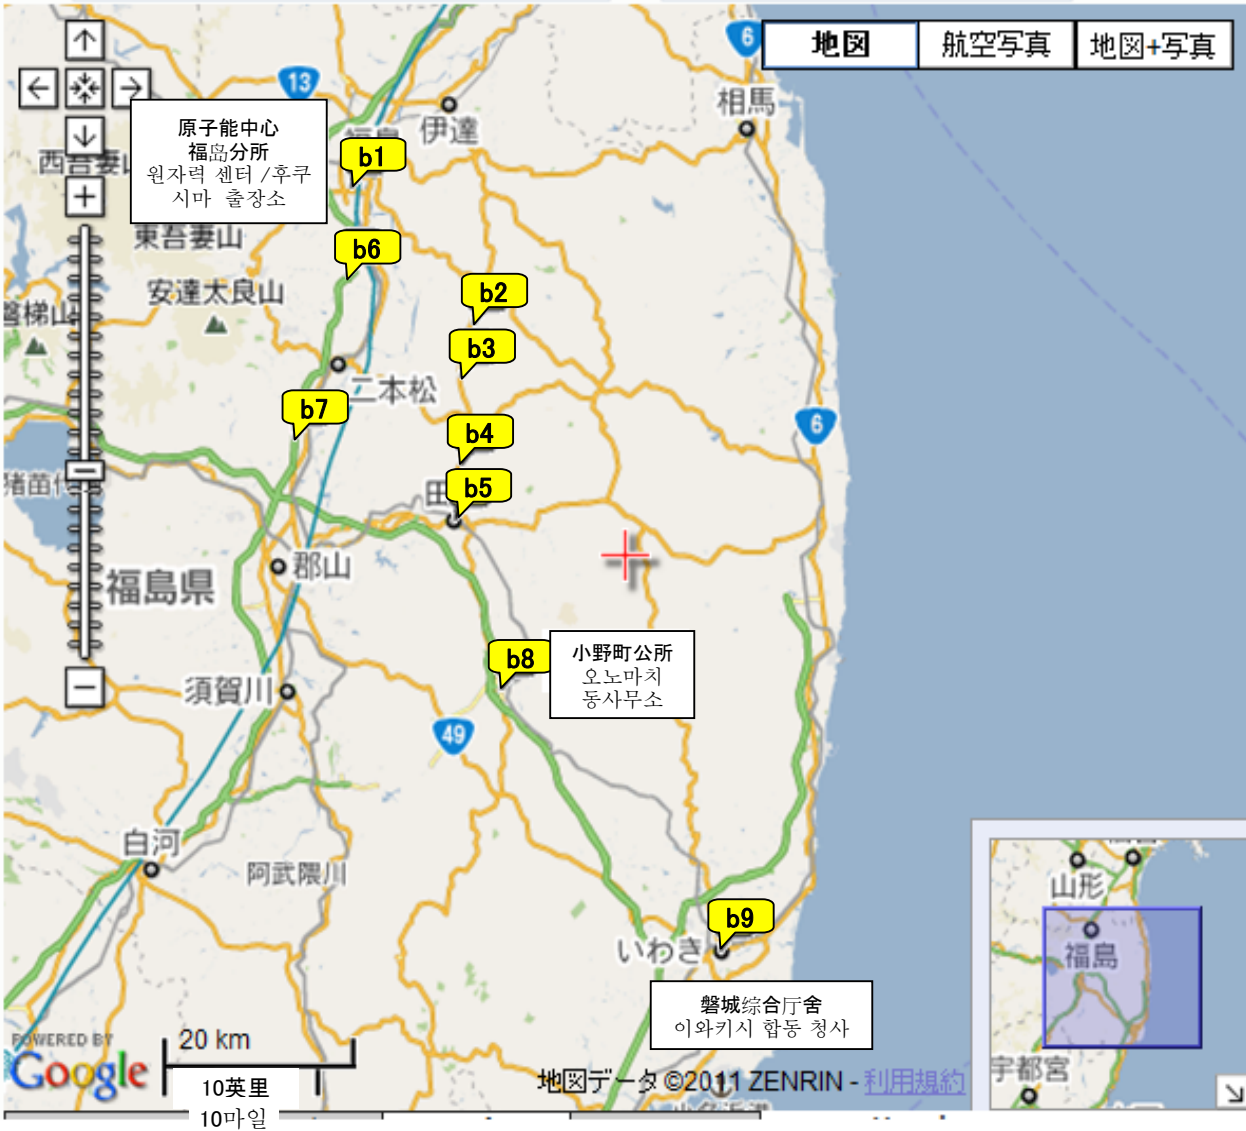 6
地図
航空写真
地図+写真
13
相馬
伊達
原子能中心
福岛分所
원자력 센터 /후쿠
시마 출장소
b1
東吾妻山
b6
安達太良山
b2
磐梯山
b3
二本松
b7
6
b4
b5
郡山
福島県
b8
小野町公所
오노마치
동사무소
須賀川
49
白河
阿武隈川
山形
b9
福島
いわき
磐城综合厅舍
이와키시 합동 청사
POWERED BY
Google
20 km
10英里
10마일
地図データ ©2011 ZENRIN - 利用規約
宇都宮